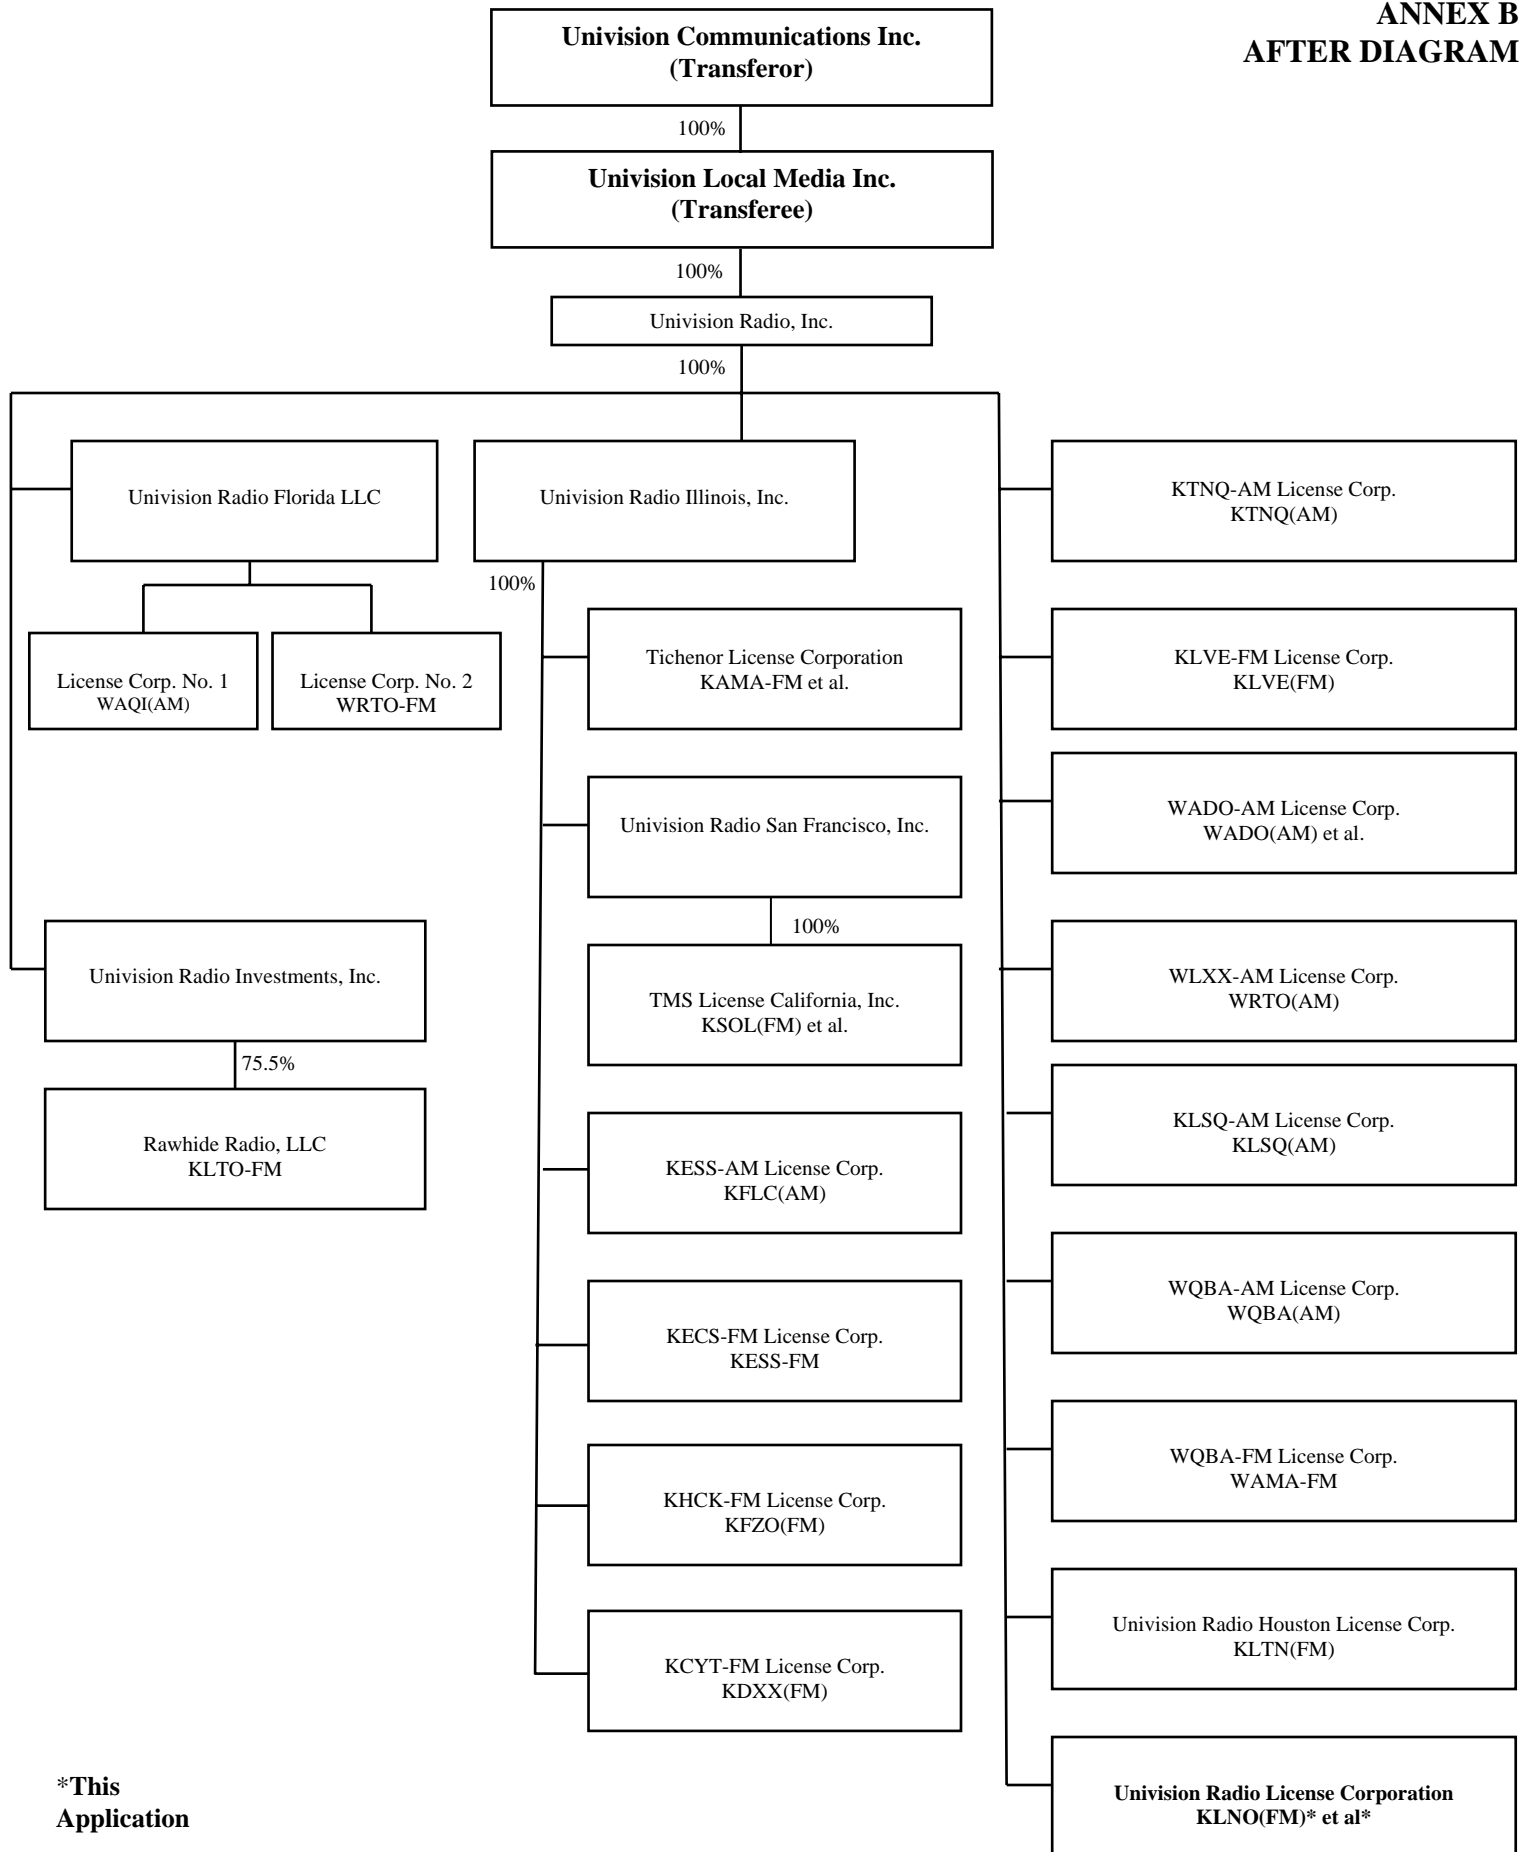 ANNEX B
AFTER DIAGRAM
Univision Communications Inc.
(Transferor)
100%
Univision Local Media Inc.
(Transferee)
100%
Univision Radio, Inc.
100%
Univision Radio Florida LLC
License Corp. No. 1
WAQI(AM)
License Corp. No. 2
WRTO-FM
Univision Radio Investments, Inc.
75.5%
Rawhide Radio, LLC
KLTO-FM
Univision Radio Illinois, Inc.
100%
Tichenor License Corporation
KAMA-FM et al.
Univision Radio San Francisco, Inc.
100%
TMS License California, Inc.
KSOL(FM) et al.
KESS-AM License Corp.
KFLC(AM)
KECS-FM License Corp.
KESS-FM
KHCK-FM License Corp.
KFZO(FM)
KCYT-FM License Corp.
KDXX(FM)
KTNQ-AM License Corp.
KTNQ(AM)
KLVE-FM License Corp.
KLVE(FM)
WADO-AM License Corp.
WADO(AM) et al.
WLXX-AM License Corp.
WRTO(AM)
KLSQ-AM License Corp.
KLSQ(AM)
WQBA-AM License Corp.
WQBA(AM)
WQBA-FM License Corp.
WAMA-FM
Univision Radio Houston License Corp.
KLTN(FM)
Univision Radio License Corporation
KLNO(FM)* et al*
*This
Application